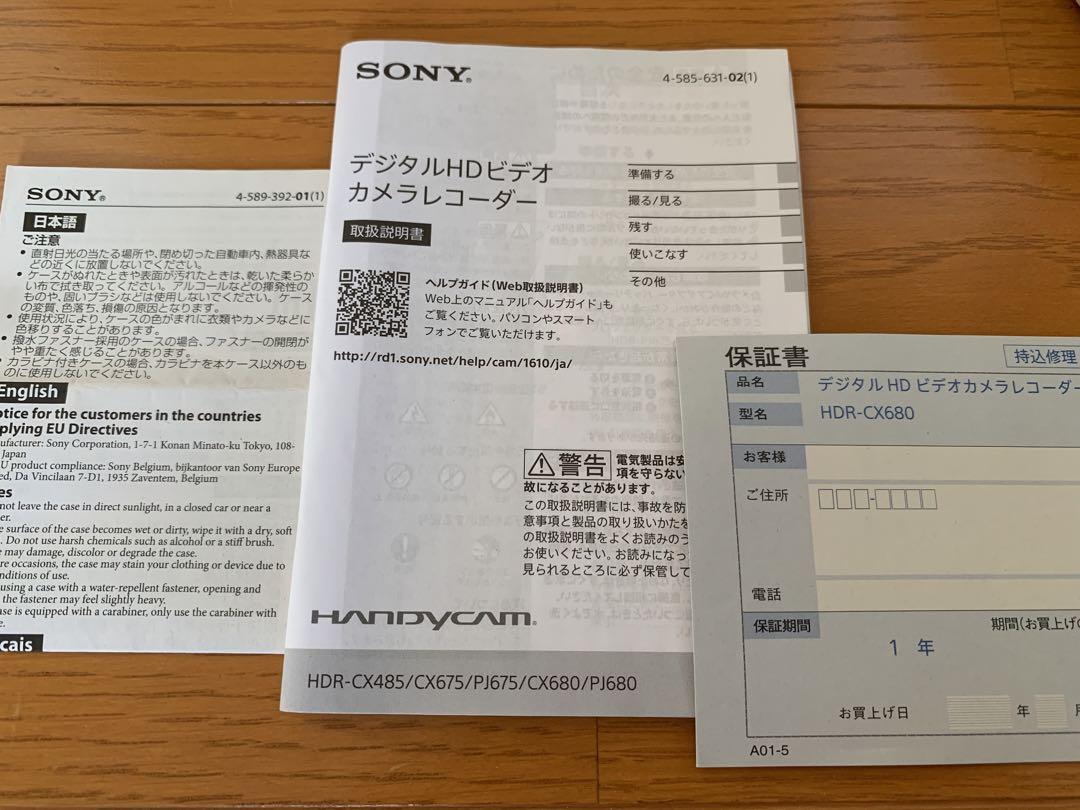 SONY®
4-589-392-01(1)
日本語
ご注意
• 直射日光の当たる場所や、閉め切った自動車内、熱器具な
どの近くに放置しないでください。
• ケースがぬれたときや表面が汚れたときは、乾いた柔らか
い布で拭き取ってください。アルコールなどの揮発性の
ものや、固いブラシなどは使用しないでください。ケース
の変質、色落ち、損傷の原因となります。
• 使用状況により、ケースの色がまれに衣類やカメラなどに
色移りすることがあります。
• 撥水ファスナー採用のケースの場合、ファスナーの開閉が
やや重たく感じることがあります。
• カラビナ付きケースの場合、カラビナを本ケース以外のも
のに使用しないでください。
English
otice for the customers in the countries
plying EU Directives
ufacturer: Sony Corporation, 1-7-1 Konan Minato-ku Tokyo, 108-
Japan
U product compliance: Sony Belgium, bijkantoor van Sony Europe
ed, Da Vincilaan 7-D1, 1935 Zaventem, Belgium
es
not leave the case in direct sunlight, in a closed car or near a
er.
e surface of the case becomes wet or dirty, wipe it with a dry, soft
. Do not use harsh chemicals such as alcohol or a stiff brush.
e may damage, discolor or degrade the case.
are occasions, the case may stain your clothing or device due to
nditions of use.
using a case with a water-repellent fastener, opening and
the fastener may feel slightly heavy.
ase is equipped with a carabiner, only use the carabiner with
e.
çais
SONY®
4-585-631-02(1)
デジタルHDビデオ
カメラレコーダー
取扱説明書
準備する
撮る/見る
残す
使いこなす
その他
ヘルプガイド(Web取扱説明書)
Web上のマニュアル「ヘルプガイド」も
ご覧ください。パソコンやスマート
フォンでご覧いただけます。
http://rd1.sony.net/help/cam/1610/ja/
警告
電気製品は安
項を守らない
故になることがあります。
この取扱説明書には、事故を防
意事項と製品の取り扱いかたを
の取扱説明書をよくお読みのう
お使いください。お読みになっ
見られるところに必ず保管して
HANDYCAM®
HDR-CX485/CX675/PJ675/CX680/PJ680
保証書
持込修理
品名
デジタル HD ビデオカメラレコーダー
型名
HDR-CX680
お客様
ご住所
電話
保証期間
期間(お買上げの
1 年
お買上げ日
年
月
A01-5